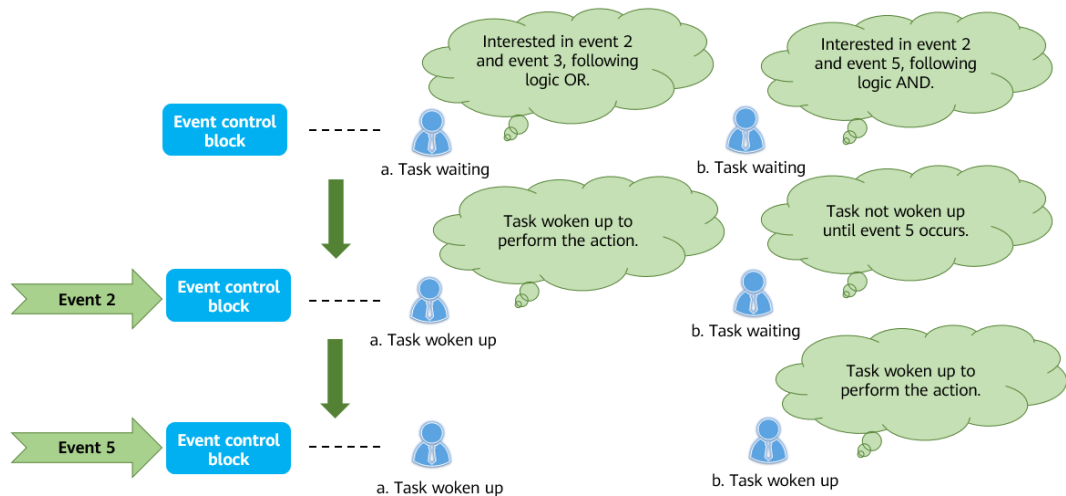 Interested in event 2
and event 3, following
logic OR.
Interested in event 2
and event 5, following
logic AND.
Event control
block
a. Task waiting
b. Task waiting
Task woken up to
perform the action.
Task not woken up
until event 5 occurs.
Event 2
Event control
block
a. Task woken up
b. Task waiting
Task woken up to
perform the action.
Event 5
Event control
block
a. Task woken up
b. Task woken up